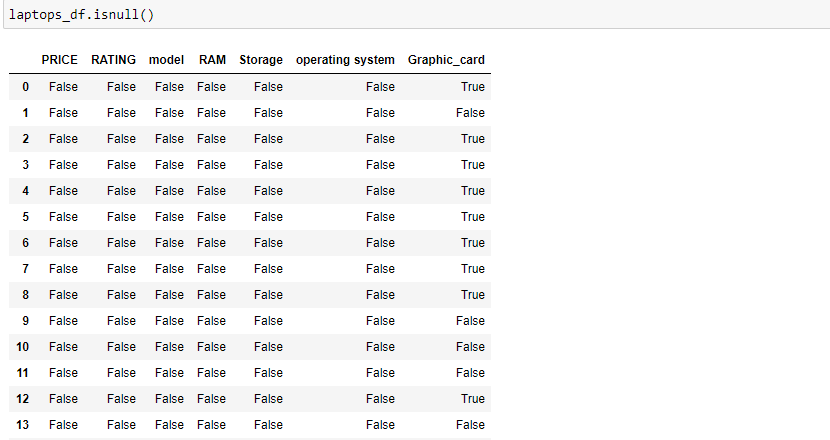 laptops_df.isnull()
PRICE RATING model RAM Storage operating system Graphic_card
0 False False False False False False True
1 False False False False False False False
2 False False False False False False True
3 False False False False False False True
4 False False False False False False True
5 False False False False False False True
6 False False False False False False True
7 False False False False False False True
8 False False False False False False True
9 False False False False False False False
10 False False False False False False False
11 False False False False False False False
12 False False False False False False True
13 False False False False False False False